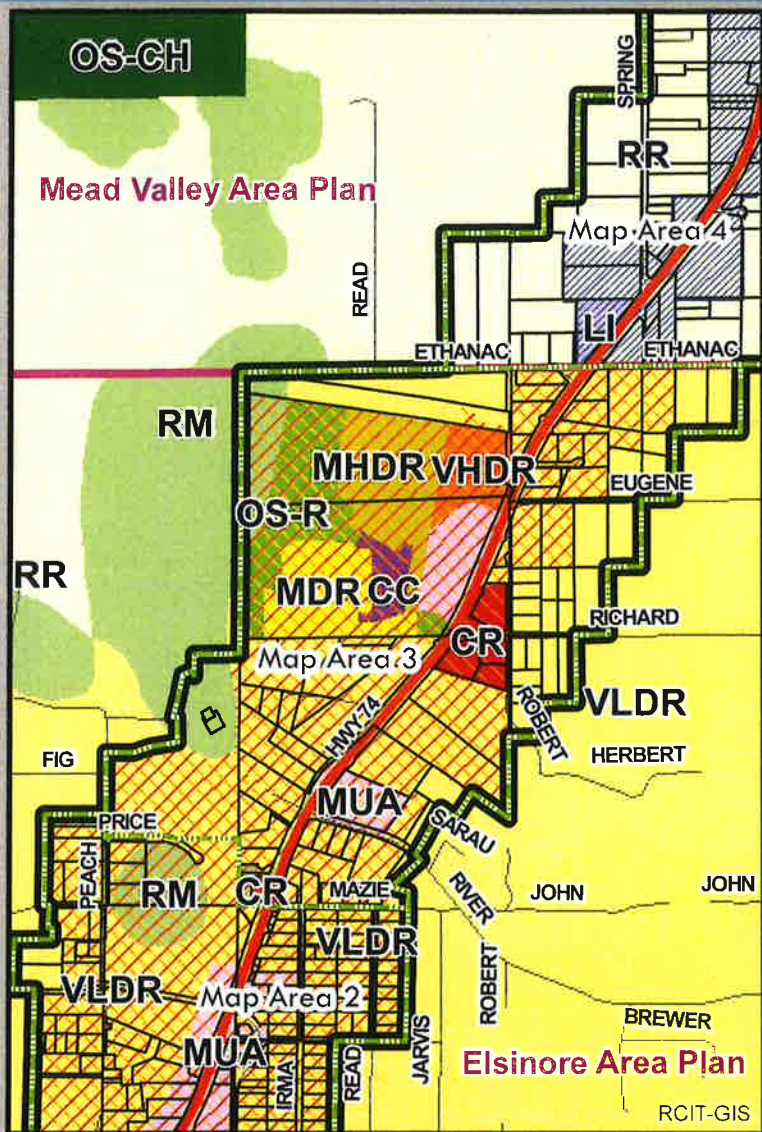 OS-CH
SPRING
RR
Mead Valley Area Plan
Map Area 4
READ
LI
ETHANAC
ETHANAC
RM
MHDR
VHDR
EUGENE
OS-R
RR
MDR
CC
RICHARD
CR
Map Area 3
ROBERT
VLDR
HWY-74
FIG
HERBERT
MUA
PRICE
SARAU
PEACH
RM
CR
MAZIE
RIVER
JOHN
JOHN
VLDR
VLDR
Map Area 2
ROBERT
BREWER
MUA
IRMA
READ
JARVIS
Elsinore Area Plan
RCIT-GIS